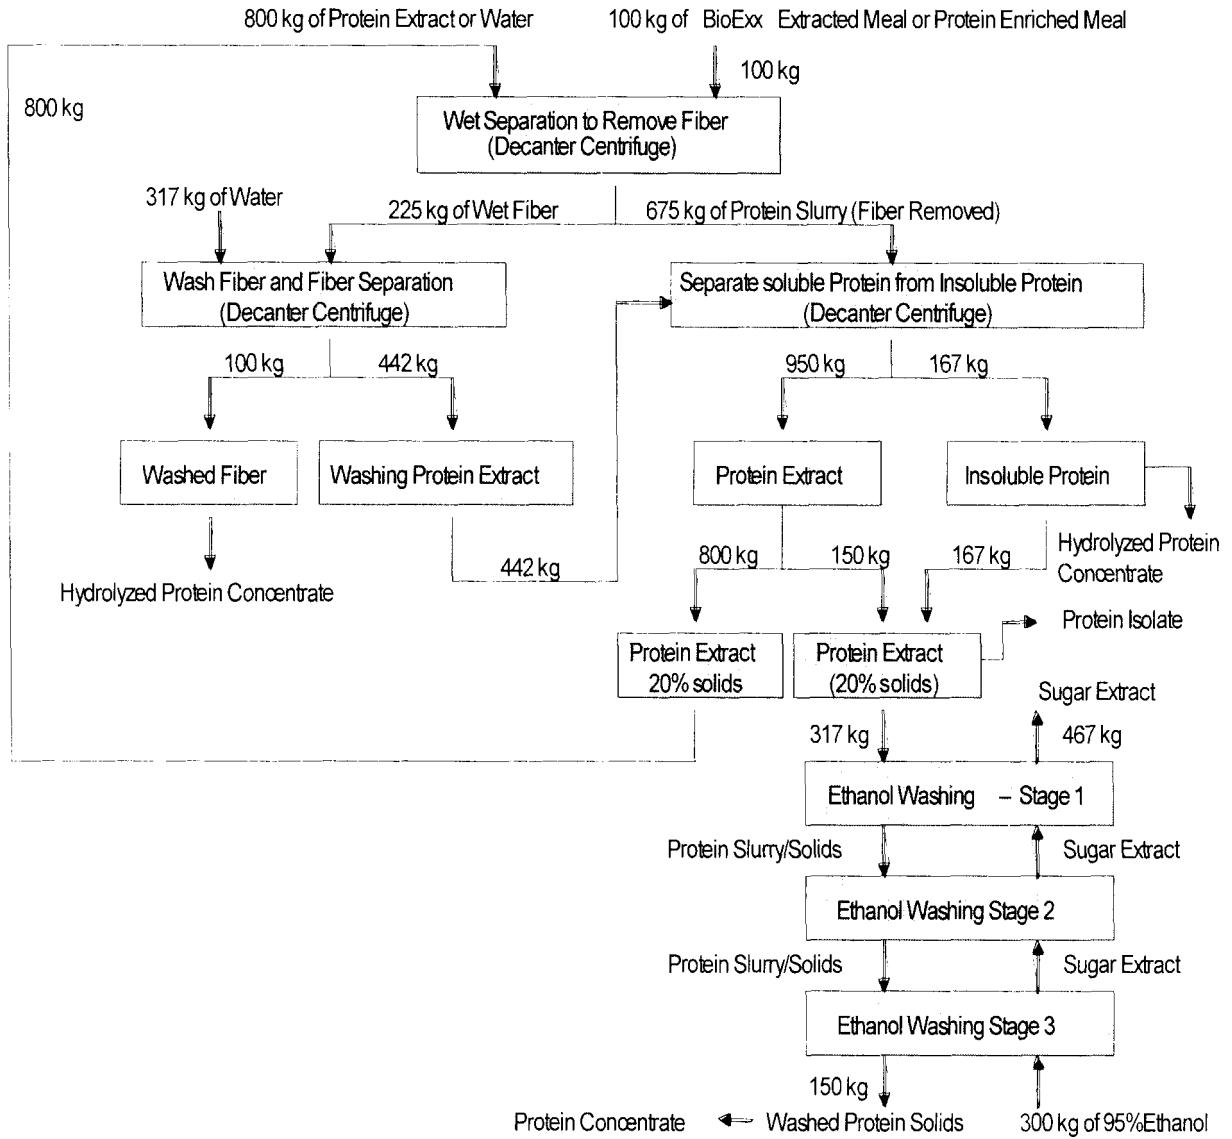 800 kg of Protein Extract or Water
100 kg of BioExx Extracted Meal or Protein Enriched Meal
100 kg
800 kg
Wet Separation to Remove Fiber
(Decanter Centrifuge)
317 kg of Water
225 kg of Wet Fiber
675 kg of Protein Slurry (Fiber Removed)
Wash Fiber and Fiber Separation
(Decanter Centrifuge)
Separate soluble Protein from Insoluble Protein
(Decanter Centrifuge)
100 kg
442 kg
950 kg
167 kg
Washed Fiber
Washing Protein Extract
Protein Extract
Insoluble Protein
Hydrolyzed Protein Concentrate
442 kg
800 kg
150 kg
167 kg
Hydrolyzed Protein
Concentrate
Protein Extract
20% solids
Protein Extract
(20% solids)
Protein Isolate
Sugar Extract
317 kg
467 kg
Ethanol Washing – Stage 1
Protein Slurry/Solids
Sugar Extract
Ethanol Washing Stage 2
Protein Slurry/Solids
Sugar Extract
Ethanol Washing Stage 3
150 kg
Protein Concentrate
Washed Protein Solids
300 kg of 95% Ethanol